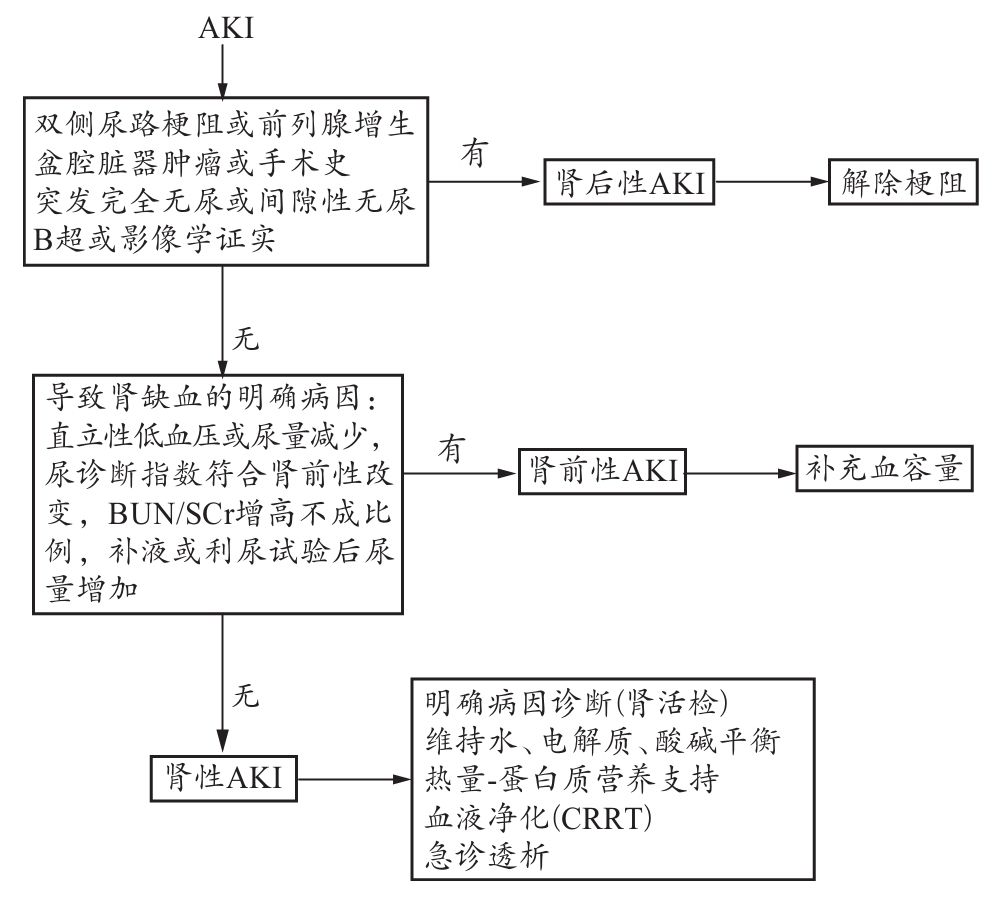 AKI
双侧尿路梗阻或前列腺增生
盆腔脏器肿瘤或手术史
突发完全无尿或间隙性无尿
B超或影像学证实
有
肾后性AKI
解除梗阻
无
导致肾缺血的明确病因：
直立性低血压或尿量减少，
尿诊断指数符合肾前性改
变，BUN/SCr增高不成比
例，补液或利尿试验后尿
量增加
有
肾前性AKI
补充血容量
无
肾性AKI
明确病因诊断(肾活检)
维持水、电解质、酸碱平衡
热量-蛋白质营养支持
血液净化(CRRT)
急诊透析